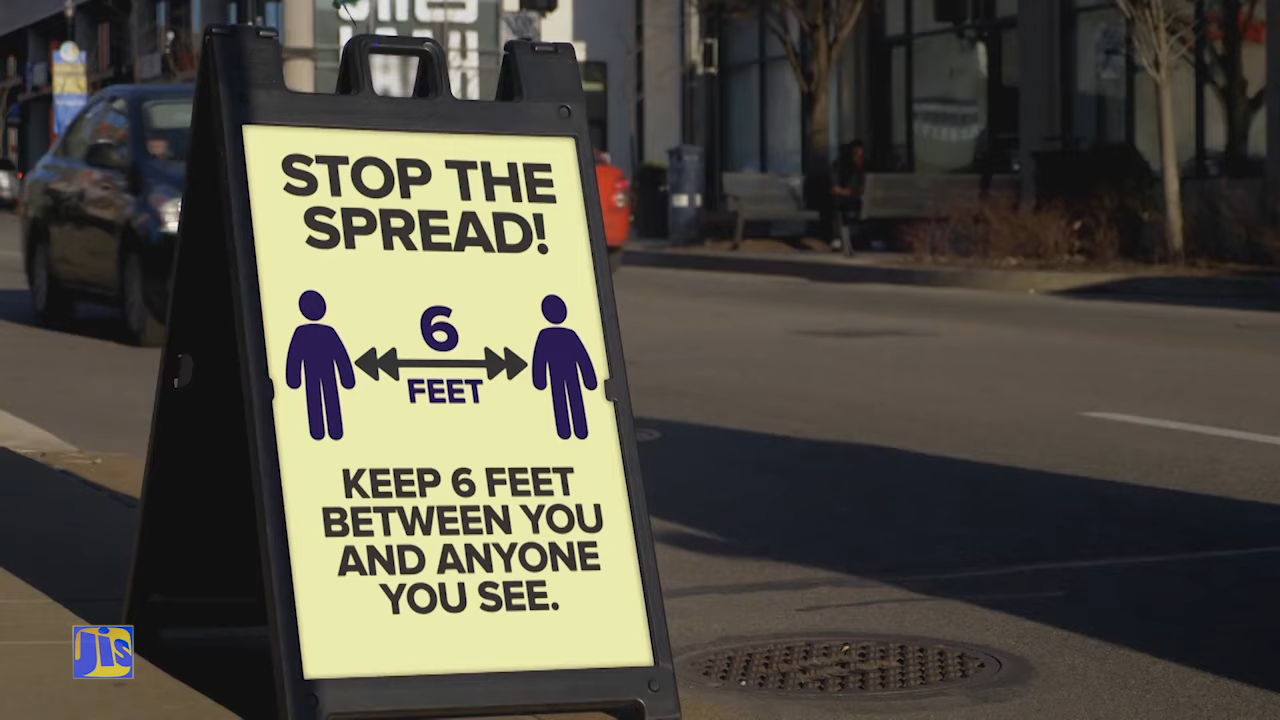 STOP THE
SPREAD!
6
FEET
KEEP 6 FEET
BETWEEN YOU
AND ANYONE
YOU SEE.
Jis